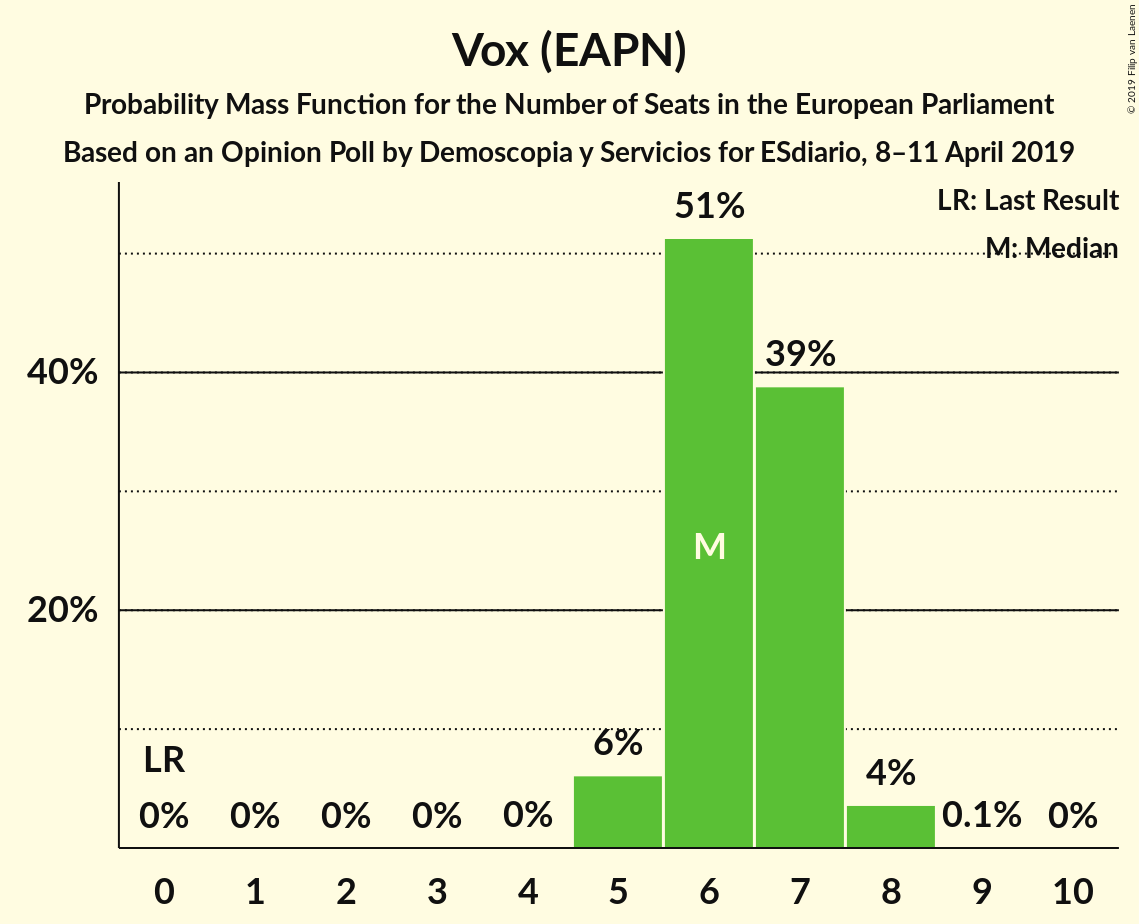 Vox (EAPN)
Probability Mass Function for the Number of Seats in the European Parliament
Based on an Opinion Poll by Demoscopia y Servicios for ESdiario, 8–11 April 2019
© 2019 Filip van Laenen
LR: Last Result
M: Median
51%
39%
40%
M
20%
LR
6%
4%
0% 0% 0% 0% 0% 0.1% 0%
0 1 2 3 4 5 6 7 8 9 10